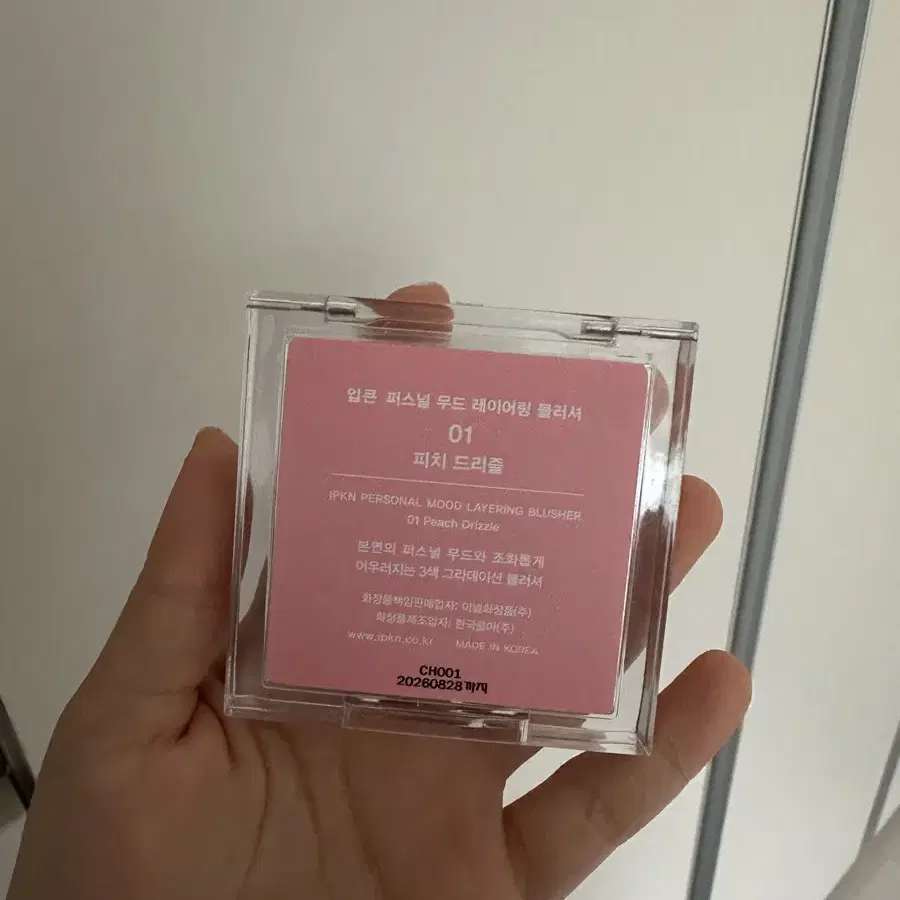 입큰 퍼스널 무드 레이어링 블러셔
01
피치 드리즐
IPKN PERSONAL MOOD LAYERING BLUSHER
01 Peach Drizzle
본연의 퍼스널 무드와 조화롭게
어우러지는 3색 그라데이션 블러셔
화장품책임판매업자: 이넬화장품(주)
화장품제조업자: 한국콜마(주)
www.ipkn.co.kr MADE IN KOREA
CH001
20260828까지